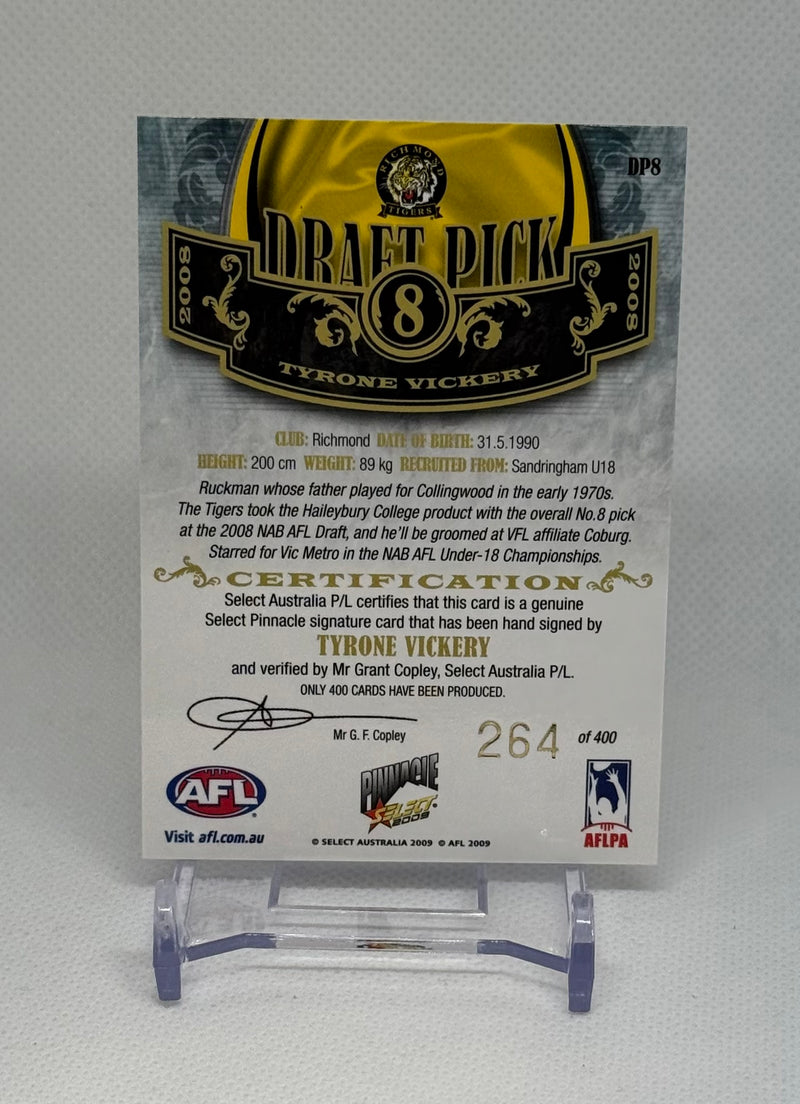 RICHMOND
TIGERS
DP8
DRAFT PICK
2008
8
2008
TYRONE VICKERY
CLUB: Richmond DATE OF BIRTH: 31.5.1990
HEIGHT: 200 cm WEIGHT: 89 kg RECRUITED FROM: Sandringham U18
Ruckman whose father played for Collingwood in the early 1970s.
The Tigers took the Haileybury College product with the overall No.8 pick
at the 2008 NAB AFL Draft, and he'll be groomed at VFL affiliate Coburg.
Starred for Vic Metro in the NAB AFL Under-18 Championships.
CERTIFICATION
Select Australia P/L certifies that this card is a genuine
Select Pinnacle signature card that has been hand signed by
TYRONE VICKERY
and verified by Mr Grant Copley, Select Australia P/L.
ONLY 400 CARDS HAVE BEEN PRODUCED.
Mr G. F. Copley
264 of 400
AFL
Visit afl.com.au
PINNACLE
SELECT
2009
© SELECT AUSTRALIA 2009 © AFL 2009
AFLPA